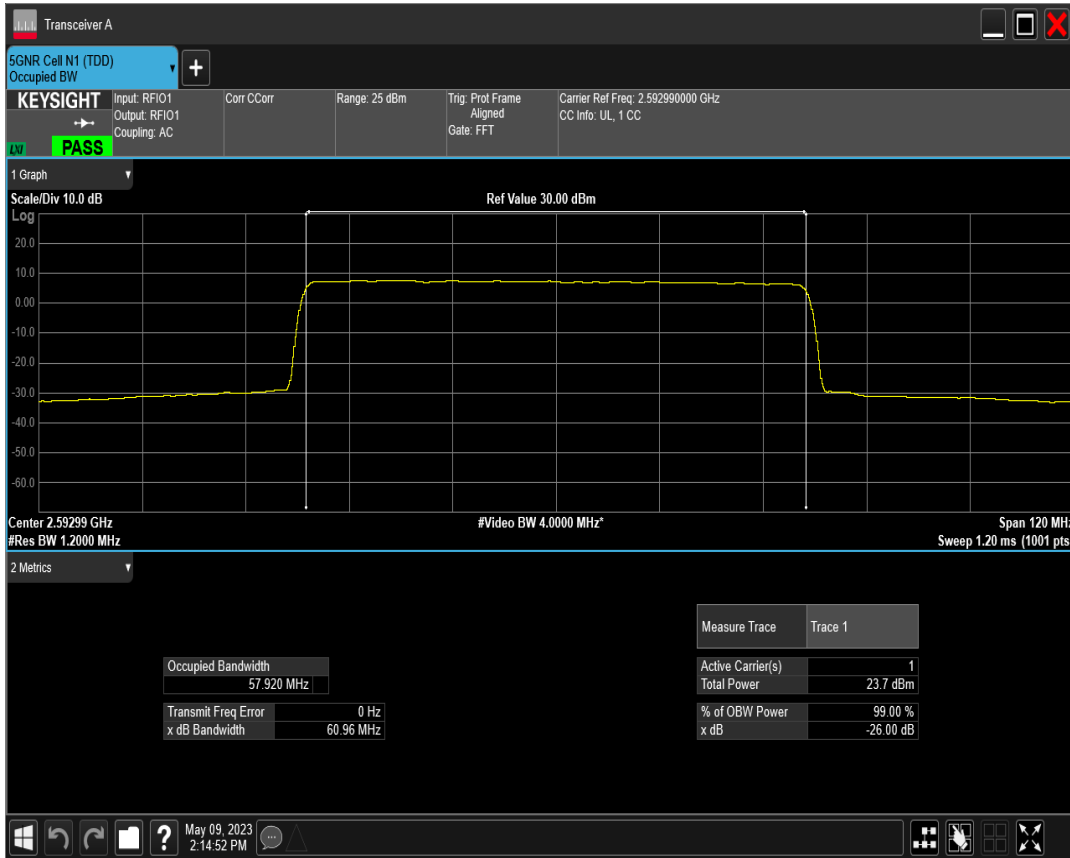 Transceiver A
5GNR Cell N1 (TDD)
Occupied BW
+
KEYSIGHT
LXI
PASS
Input: RFIO1
Output: RFIO1
Coupling: AC
Corr CCorr
Range: 25 dBm
Trig: Prot Frame
Aligned
Gate: FFT
Carrier Ref Freq: 2.592990000 GHz
CC Info: UL, 1 CC
1 Graph
Scale/Div 10.0 dB
Ref Value 30.00 dBm
Log
20.0
10.0
0.00
-10.0
-20.0
-30.0
-40.0
-50.0
-60.0
Center 2.59299 GHz
#Video BW 4.0000 MHz*
Span 120 MHz
#Res BW 1.2000 MHz
Sweep 1.20 ms (1001 pts
2 Metrics
Measure Trace Trace 1
Occupied Bandwidth
57.920 MHz
Active Carrier(s) 1
Total Power 23.7 dBm
Transmit Freq Error 0 Hz
x dB Bandwidth 60.96 MHz
% of OBW Power 99.00 %
x dB -26.00 dB
?
May 09, 2023
2:14:52 PM